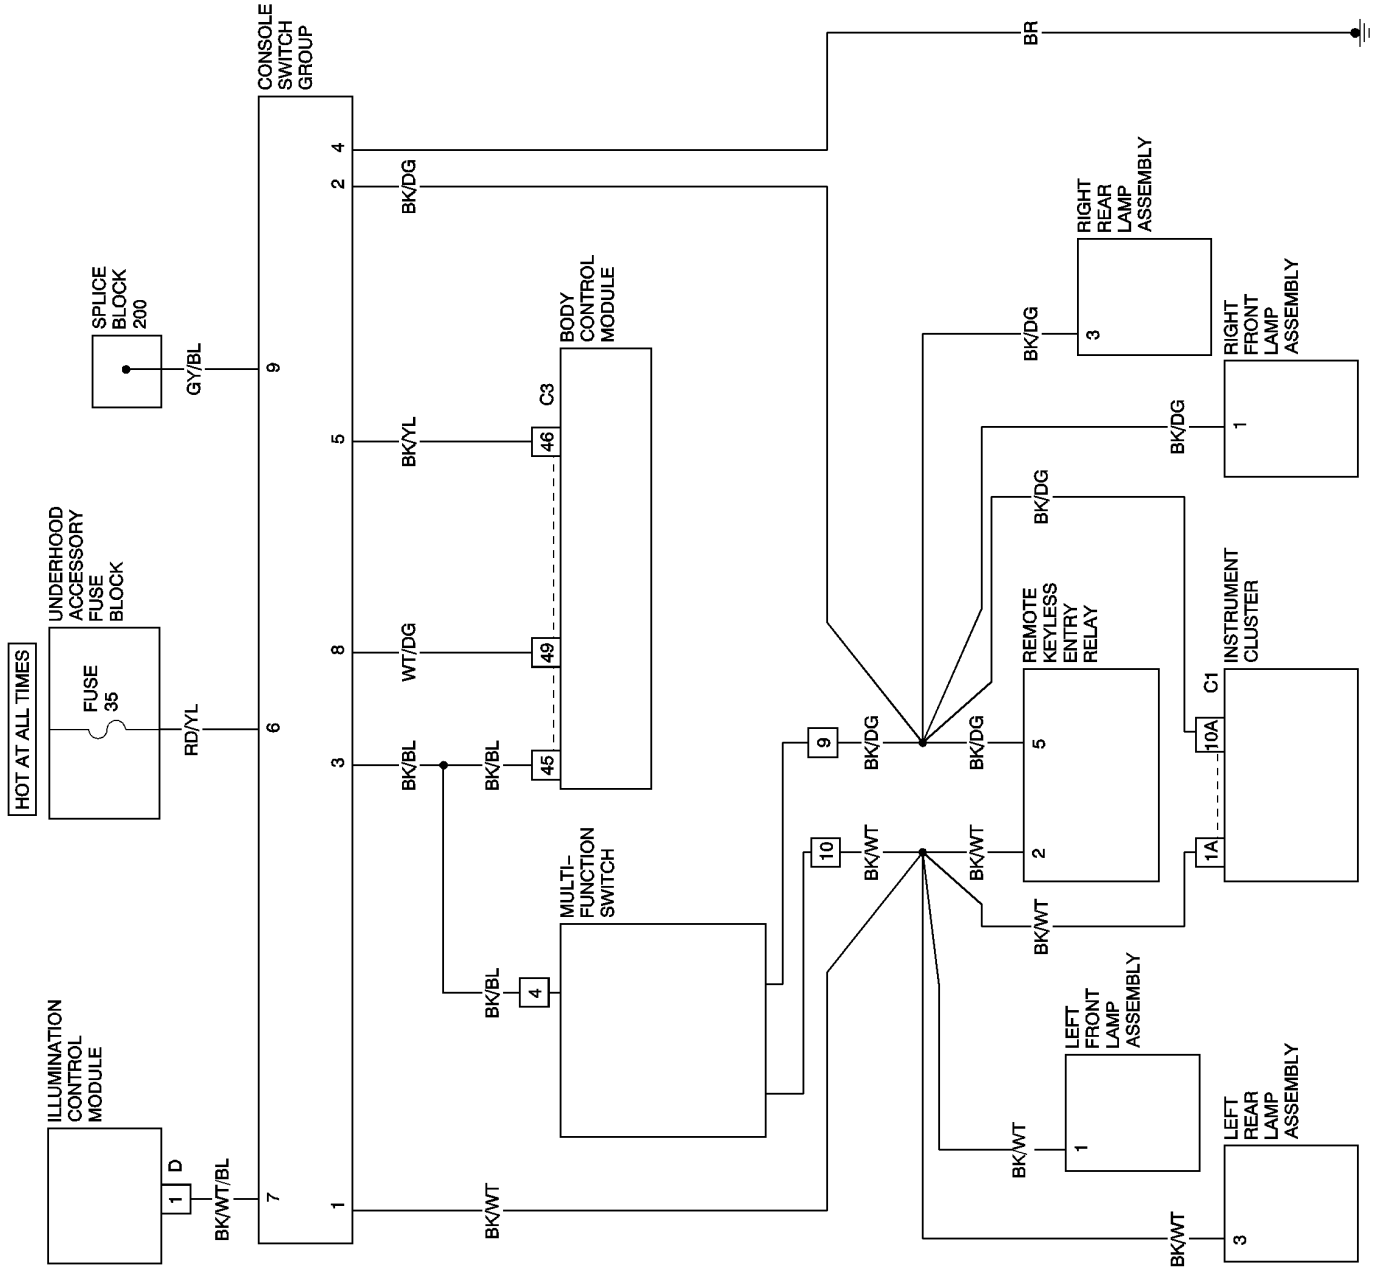 HOT AT ALL TIMES
ILLUMINATION
CONTROL
MODULE
1
D
BK/WT/BL
7
UNDERHOOD
ACCESSORY
FUSE
BLOCK
FUSE
35
RD/YL
6
SPLICE
BLOCK
200
GY/BL
9
CONSOLE
SWITCH
GROUP
1
BK/WT
3
BK/BL
BK/BL
45
8
WT/DG
49
5
BK/YL
46
C3
2
BK/DG
4
BR
BODY
CONTROL
MODULE
BK/BL
4
MULTI-
FUNCTION
SWITCH
10
BK/WT
BK/WT
2
9
BK/DG
BK/DG
5
REMOTE
KEYLESS
ENTRY
RELAY
BK/WT
1
LEFT
FRONT
LAMP
ASSEMBLY
BK/WT
3
LEFT
REAR
LAMP
ASSEMBLY
BK/WT
1A
10A
C1
BK/DG
INSTRUMENT
CLUSTER
BK/DG
1
RIGHT
FRONT
LAMP
ASSEMBLY
BK/DG
3
RIGHT
REAR
LAMP
ASSEMBLY